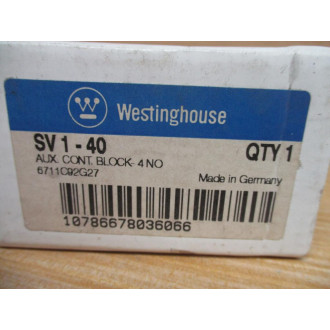 Westinghouse
SV 1 - 40 QTY 1
AUX. CONT. BLOCK- 4 NO
6711C92G27 Made in Germany
10786678036066